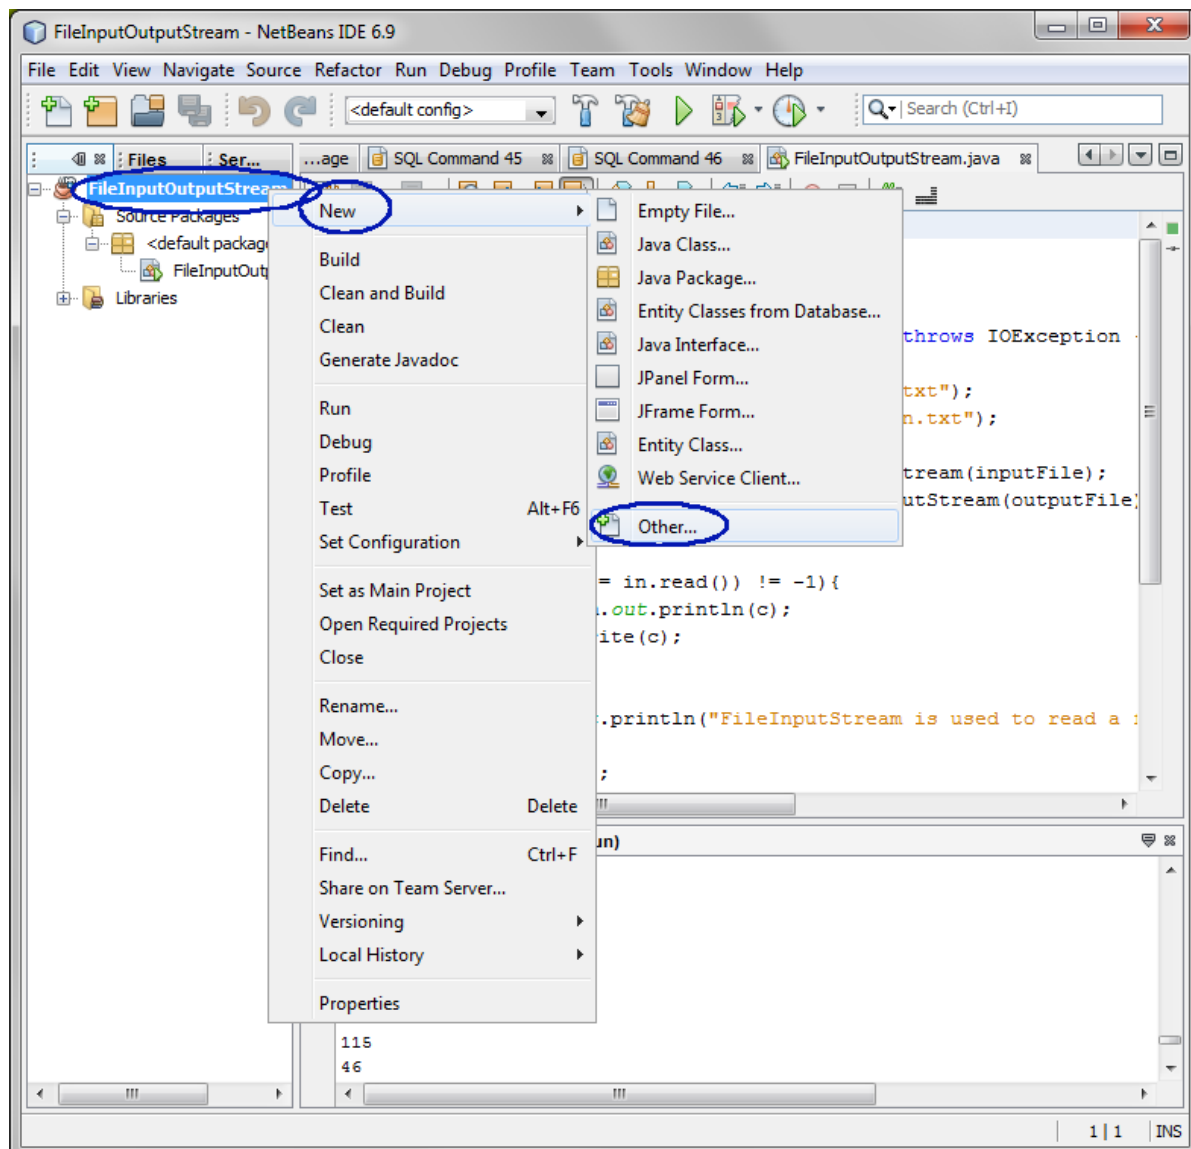 FileInputOutputStream - NetBeans IDE 6.9
File Edit View Navigate Source Refactor Run Debug Profile Team Tools Window Help
<default config>
Search (Ctrl+I)
Files Ser... ...age SQL Command 45 SQL Command 46 FileInputOutputStream.java
FileInputOutputStream
Source Packages
<default packag
FileInputOut
Libraries
New
Build
Clean and Build
Clean
Generate Javadoc
Run
Debug
Profile
Test Alt+F6
Set Configuration
Set as Main Project
Open Required Projects
Close
Rename...
Move...
Copy...
Delete Delete
Find... Ctrl+F
Share on Team Server...
Versioning
Local History
Properties
Empty File...
Java Class...
Java Package...
Entity Classes from Database...
Java Interface...
JPanel Form...
JFrame Form...
Entity Class...
Web Service Client...
Other...
throws IOException
txt");
n.txt");
tream(inputFile);
utStream(outputFile)
= in.read()) != -1){
.out.println(c);
ite(c);
.println("FileInputStream is used to read a
;
un)
115
46
1 | 1 INS